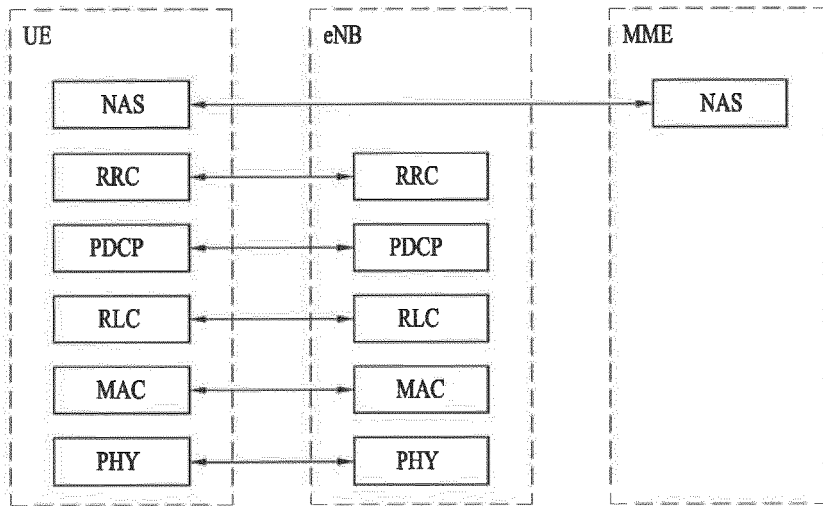 UE eNB MME
NAS NAS
RRC RRC
PDCP PDCP
RLC RLC
MAC MAC
PHY PHY